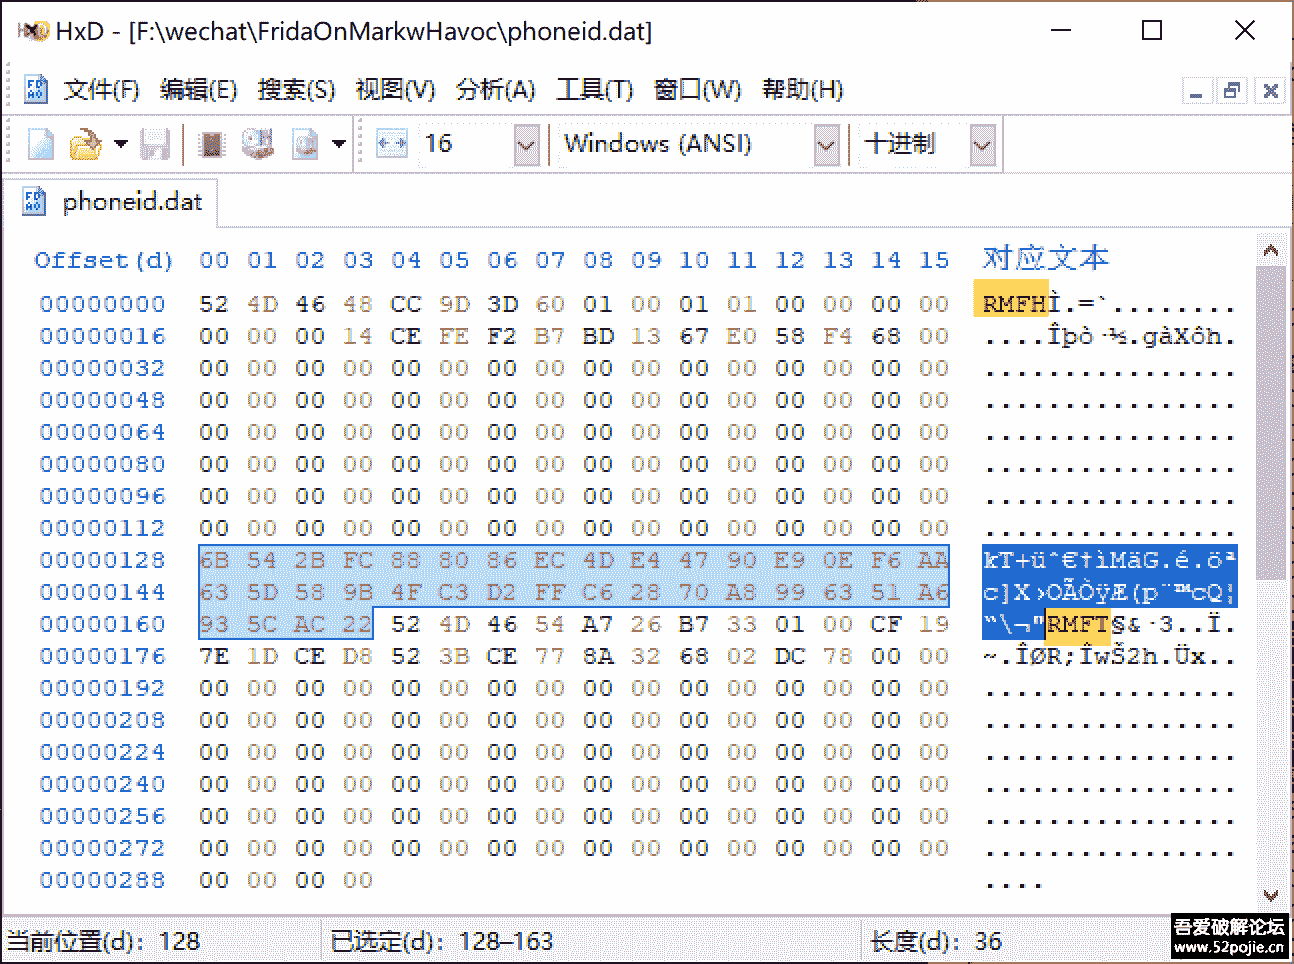 HxD - [F:\wechat\FridaOnMarkwHavoc\phoneid.dat]
文件(F) 编辑(E) 搜索(S) 视图(V) 分析(A) 工具(T) 窗口(W) 帮助(H)
16 Windows (ANSI) 十进制
phoneid.dat
Offset(d) 00 01 02 03 04 05 06 07 08 09 10 11 12 13 14 15 对应文本
00000000 52 4D 46 48 CC 9D 3D 60 01 00 01 01 00 00 00 00 RMFHÌ.=`........
00000016 00 00 00 14 CE FE F2 B7 BD 13 67 E0 58 F4 68 00 ....Îþò·½.gàXôh.
00000032 00 00 00 00 00 00 00 00 00 00 00 00 00 00 00 00 ................
00000048 00 00 00 00 00 00 00 00 00 00 00 00 00 00 00 00 ................
00000064 00 00 00 00 00 00 00 00 00 00 00 00 00 00 00 00 ................
00000080 00 00 00 00 00 00 00 00 00 00 00 00 00 00 00 00 ................
00000096 00 00 00 00 00 00 00 00 00 00 00 00 00 00 00 00 ................
00000112 00 00 00 00 00 00 00 00 00 00 00 00 00 00 00 00 ................
00000128 6B 54 2B FC 88 80 86 EC 4D E4 47 90 E9 0E F6 AA kT+üˆ€†ìMäG.é.öª
00000144 63 5D 58 9B 4F C3 D2 FF C6 28 70 A8 99 63 51 A6 c]X›OÃÒÿÆ(p¨™cQ¦
00000160 93 5C AC 22 52 4D 46 54 A7 26 B7 33 01 00 CF 19 “\¬"RMFT§&·3..Ï.
00000176 7E 1D CE D8 52 3B CE 77 8A 32 68 02 DC 78 00 00 ~.ÎØR;ÎwŠ2h.Üx..
00000192 00 00 00 00 00 00 00 00 00 00 00 00 00 00 00 00 ................
00000208 00 00 00 00 00 00 00 00 00 00 00 00 00 00 00 00 ................
00000224 00 00 00 00 00 00 00 00 00 00 00 00 00 00 00 00 ................
00000240 00 00 00 00 00 00 00 00 00 00 00 00 00 00 00 00 ................
00000256 00 00 00 00 00 00 00 00 00 00 00 00 00 00 00 00 ................
00000272 00 00 00 00 00 00 00 00 00 00 00 00 00 00 00 00 ................
00000288 00 00 00 00 ....
当前位置(d): 128 已选定(d): 128–163 长度(d): 36
吾爱破解论坛
www.52pojie.cn